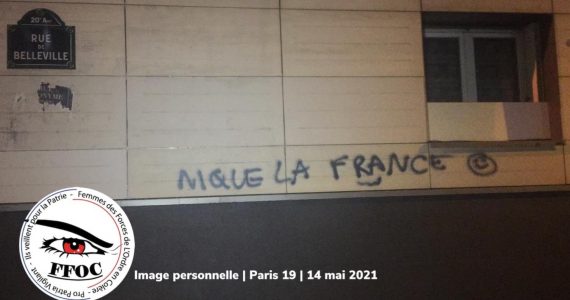 20e Arrt
RUE
DE
BELLEVILLE
NIQUE LA FRANCE ©
Femmes des Forces de L'Ordre en Colère - Pro Patria Vigilant - Ils veillent pour la Patrie -
FFOC
Image personnelle | Paris 19 | 14 mai 2021